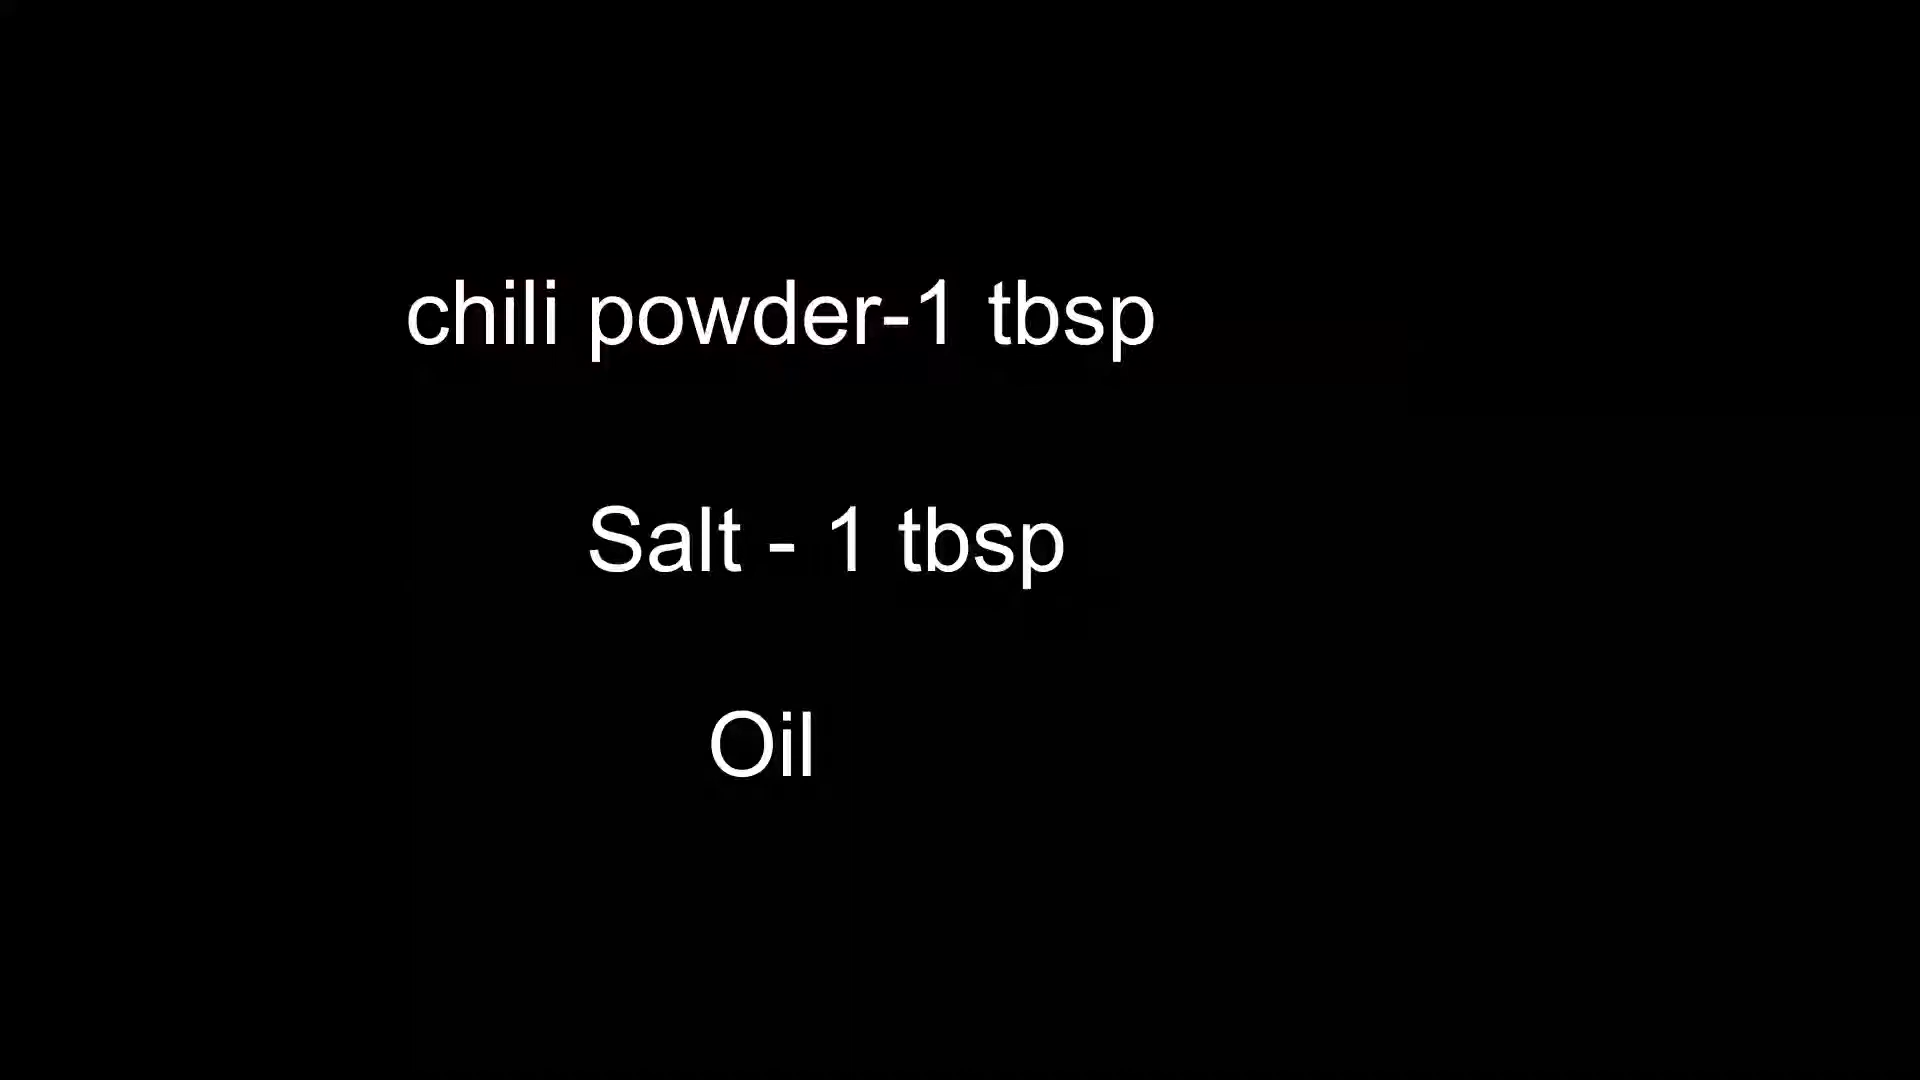 chili powder-1 tbsp
Salt - 1 tbsp
Oil